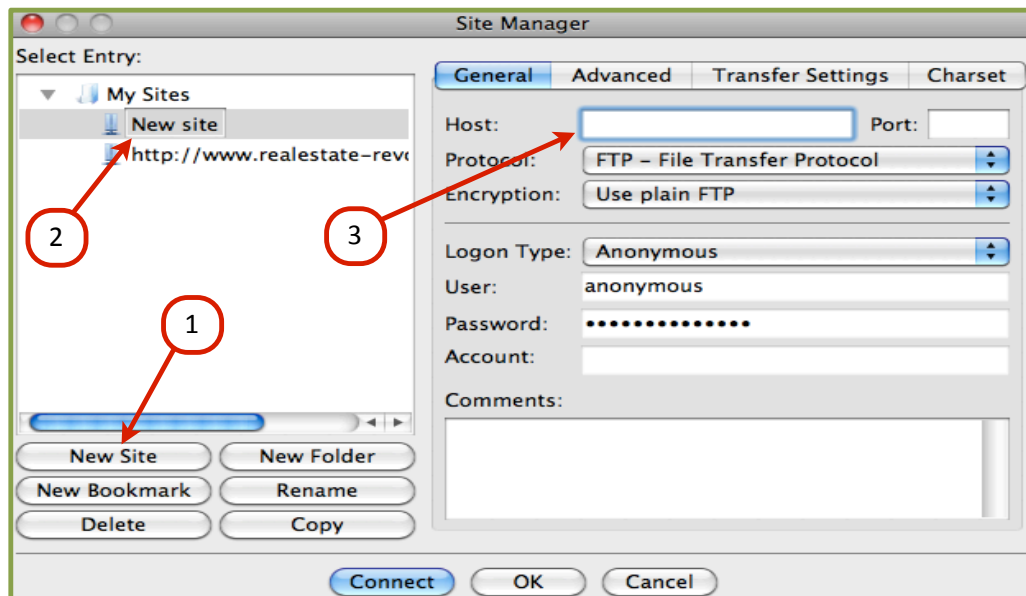 Site Manager
Select Entry:
My Sites
New site
http://www.realestate-revo
2
1
New Site New Folder
New Bookmark Rename
Delete Copy
General Advanced Transfer Settings Charset
Host: Port:
3
Protocol: FTP – File Transfer Protocol
Encryption: Use plain FTP
Logon Type: Anonymous
User: anonymous
Password: ••••••••••••••
Account:
Comments:
Connect OK Cancel